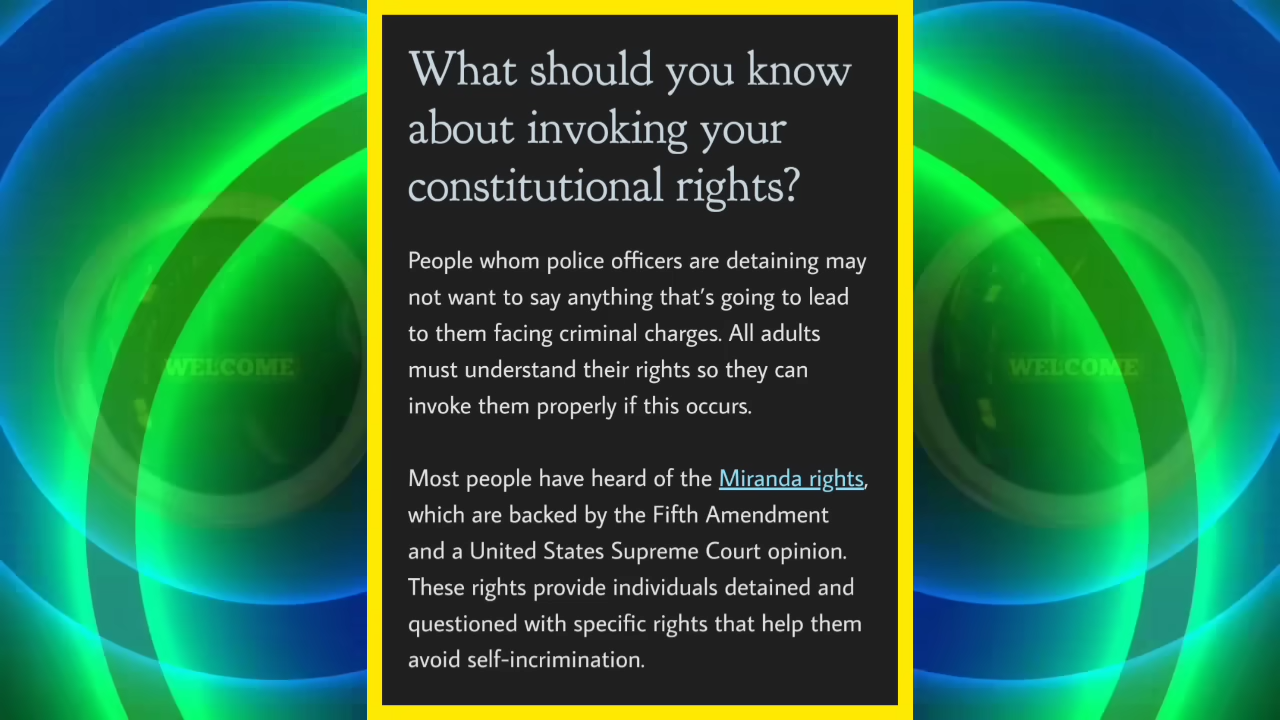 What should you know
about invoking your
constitutional rights?
People whom police officers are detaining may
not want to say anything that's going to lead
to them facing criminal charges. All adults
must understand their rights so they can
invoke them properly if this occurs.
Most people have heard of the Miranda rights,
which are backed by the Fifth Amendment
and a United States Supreme Court opinion.
These rights provide individuals detained and
questioned with specific rights that help them
avoid self-incrimination.
WELCOME
WELCOME